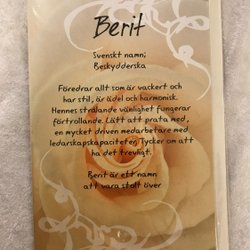 Berit
Svenskt namn;
Beskydderska
Föredrar allt som är vackert och
har stil, är ädel och harmonisk.
Hennes strålande vänlighet fungerar
förtrollande. Lätt att prata med,
en mycket driven medarbetare med
ledarskapskapaciteter. Tycker om att
ha det trevligt.
Berit är ett namn
att vara stolt över